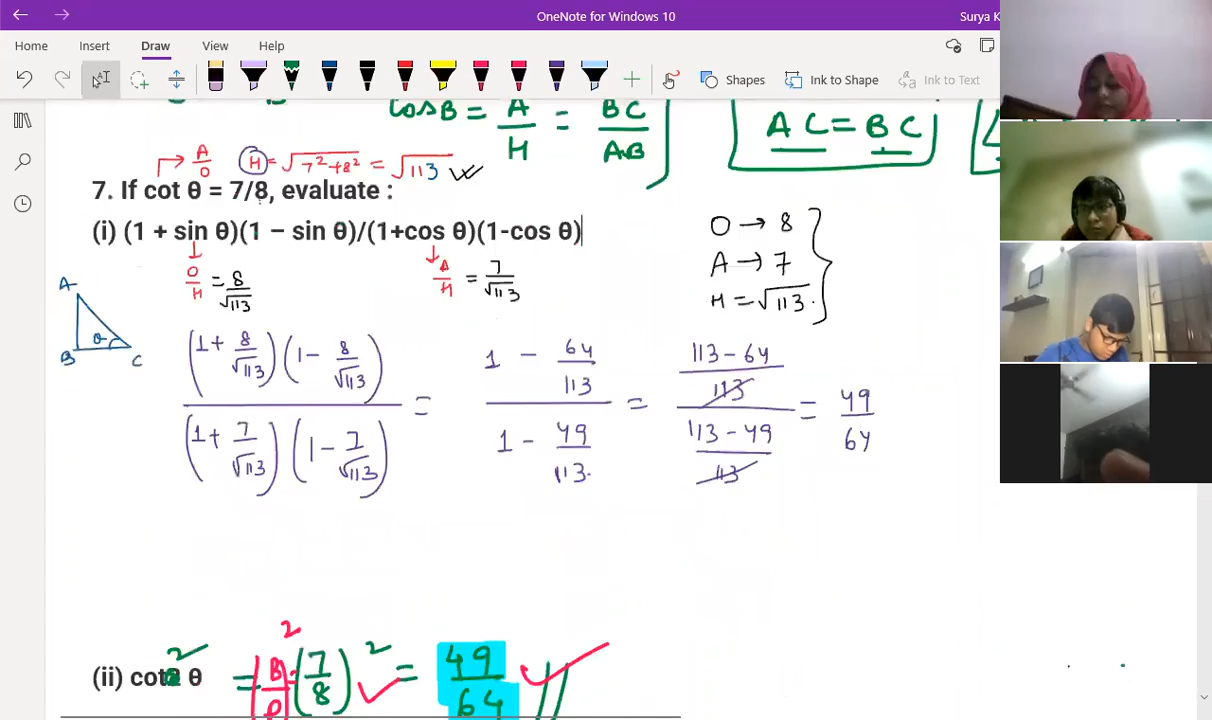 OneNote for Windows 10
Surya K
Home Insert Draw View Help
Shapes Ink to Shape Ink to Text
cosB = A/H = BC/AB
AC = BC
→ A/O H = √7²+8² = √113
7. If cot θ = 7/8, evaluate :
(i) (1 + sin θ)(1 − sin θ)/(1+cos θ)(1-cos θ)
O → 8
A → 7
H = √113.
O/H = 8/√113
A/H = 7/√113
A
B
θ
C
(1 + 8/√113)(1 - 8/√113) / (1 + 7/√113)(1 - 7/√113) = 1 - 64/113 / 1 - 49/113. = 113 - 64/113 / 113 - 49/113 = 49/64
(ii) cot² θ = (7/8)² = 49/64